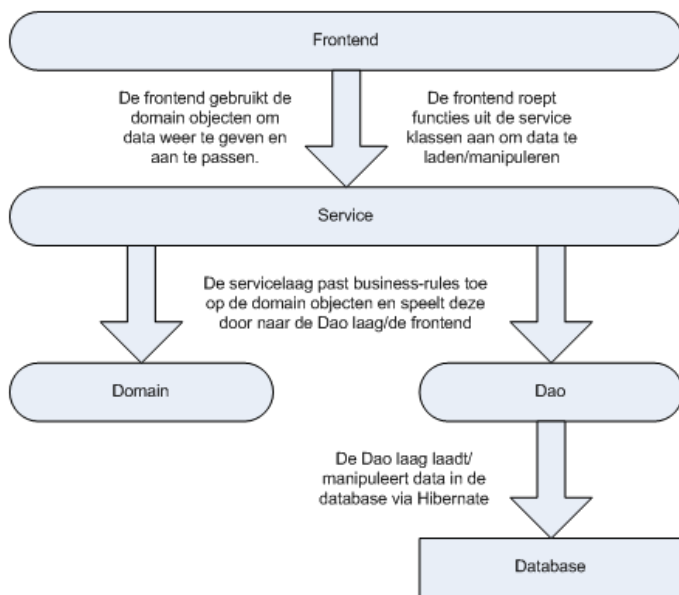 Frontend
De frontend gebruikt de
domain objecten om
data weer te geven en
aan te passen.
De frontend roept
functies uit de service
klassen aan om data te
laden/manipuleren
Service
De servicelaag past business-rules toe
op de domain objecten en speelt deze
door naar de Dao laag/de frontend
Domain
Dao
De Dao laag laadt/
manipuleert data in de
database via Hibernate
Database